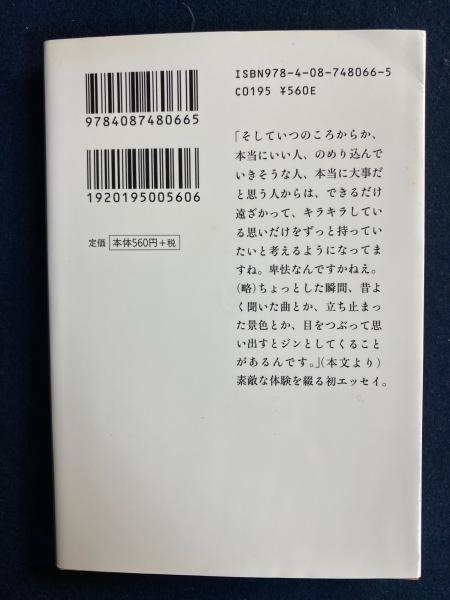 ISBN978-4-08-748066-5
C0195 ¥560E
9784087480665
1920195005606
定価 本体560円+税
「そしていつのころからか、
本当にいい人、のめり込んで
いきそうな人、本当に大事だ
と思う人からは、できるだけ
遠ざかって、キラキラしてい
る思いだけをずっと持ってい
たいと考えるようになってま
すね。卑怯なんですかねえ。
(略)ちょっとした瞬間、昔よ
く聞いた曲とか、立ち止まっ
た景色とか、目をつぶって思
い出すとジンとしてくること
があるんです。」(本文より)
素敵な体験を綴る初エッセイ。